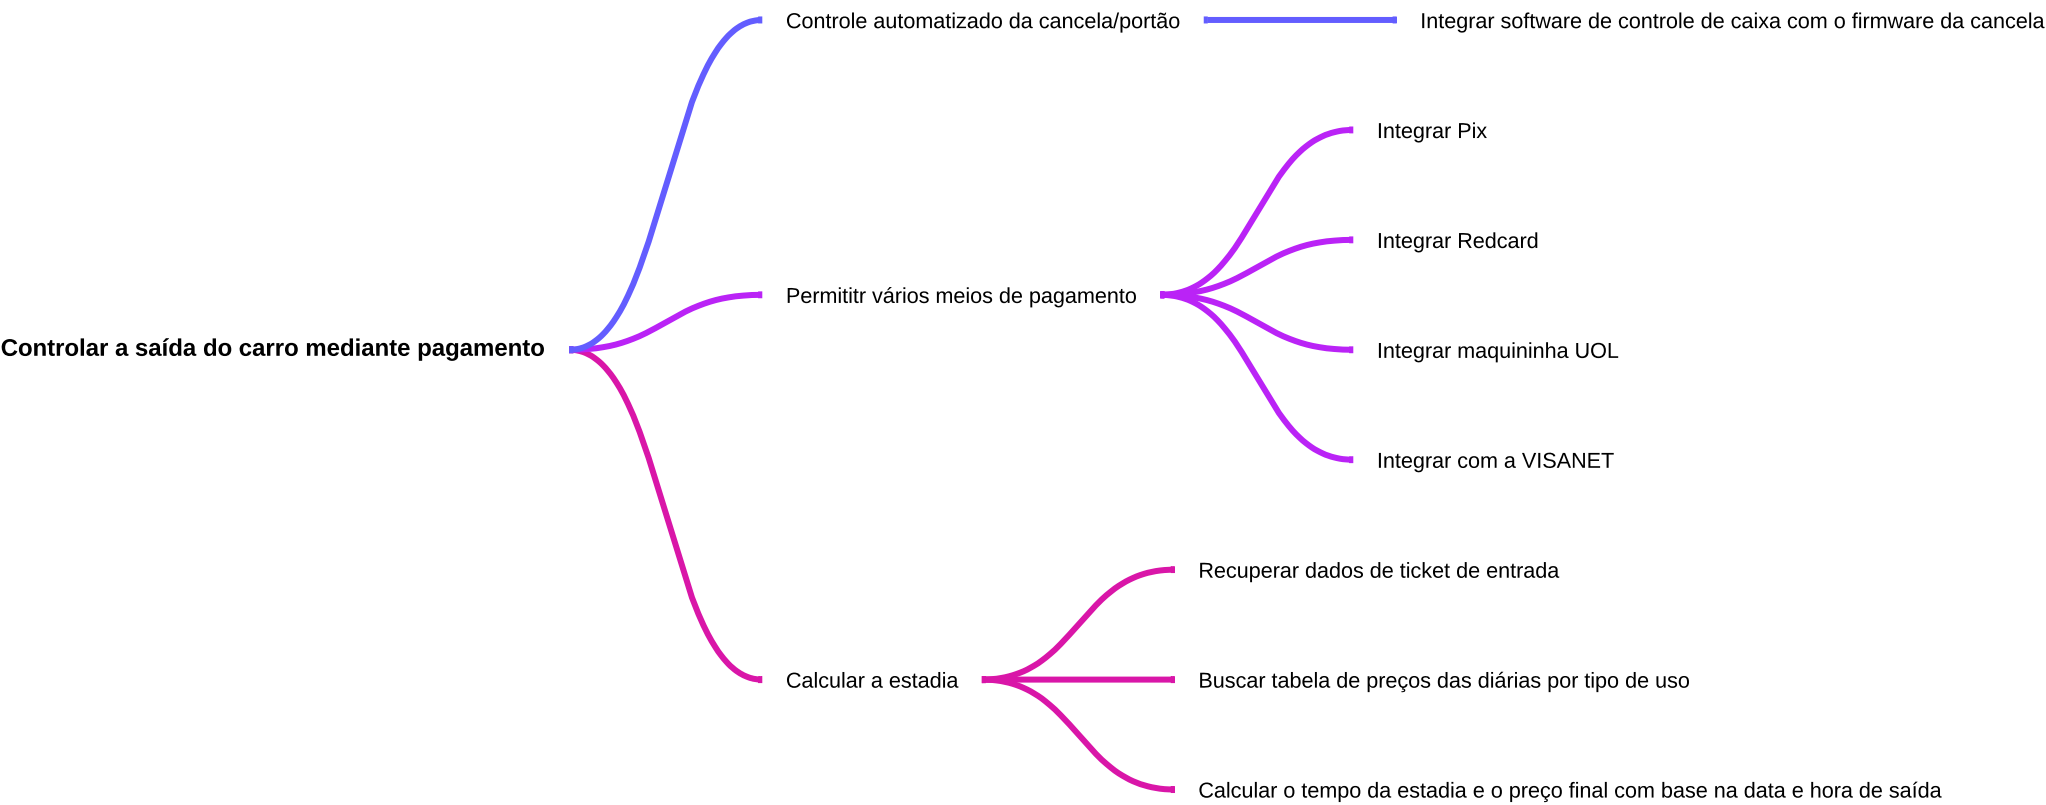 Controle automatizado da cancela/portão
Integrar software de controle de caixa com o firmware da cancela
Integrar Pix
Integrar Redcard
Permititr vários meios de pagamento
Controlar a saída do carro mediante pagamento
Integrar maquininha UOL
Integrar com a VISANET
Recuperar dados de ticket de entrada
Calcular a estadia
Buscar tabela de preços das diárias por tipo de uso
Calcular o tempo da estadia e o preço final com base na data e hora de saída